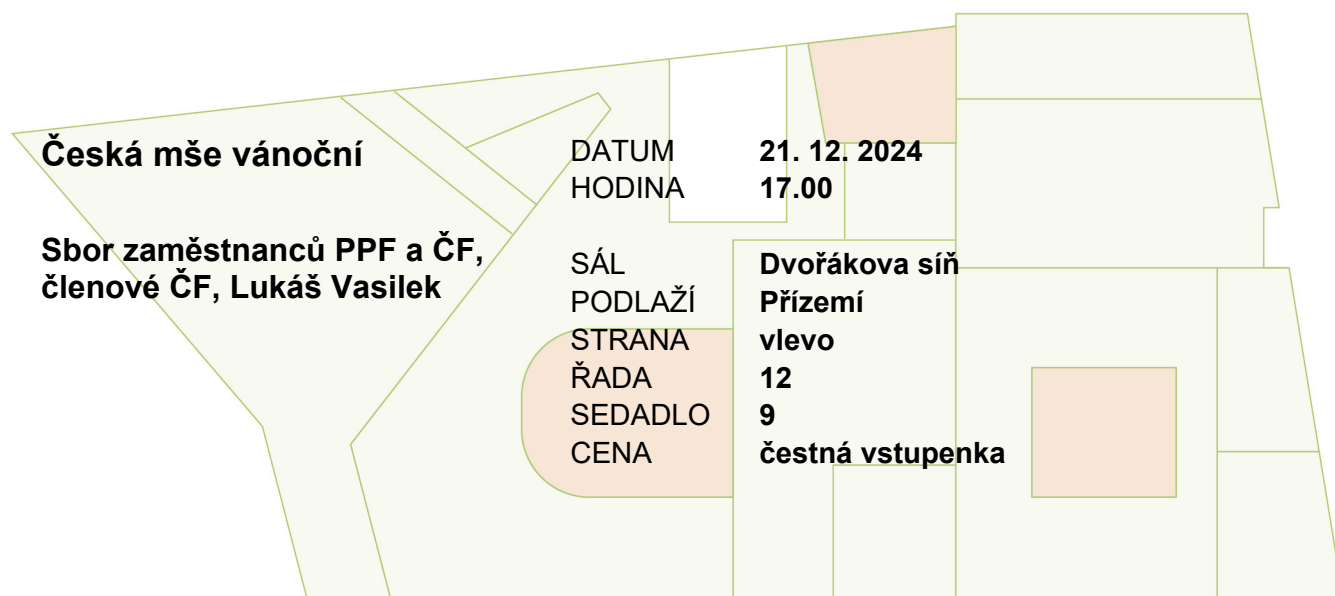 Česká mše vánoční
Sbor zaměstnanců PPF a ČF,
členové ČF, Lukáš Vasilek
DATUM 21. 12. 2024
HODINA 17.00
SÁL Dvořákova síň
PODLAŽÍ Přízemí
STRANA vlevo
ŘADA 12
SEDADLO 9
CENA čestná vstupenka